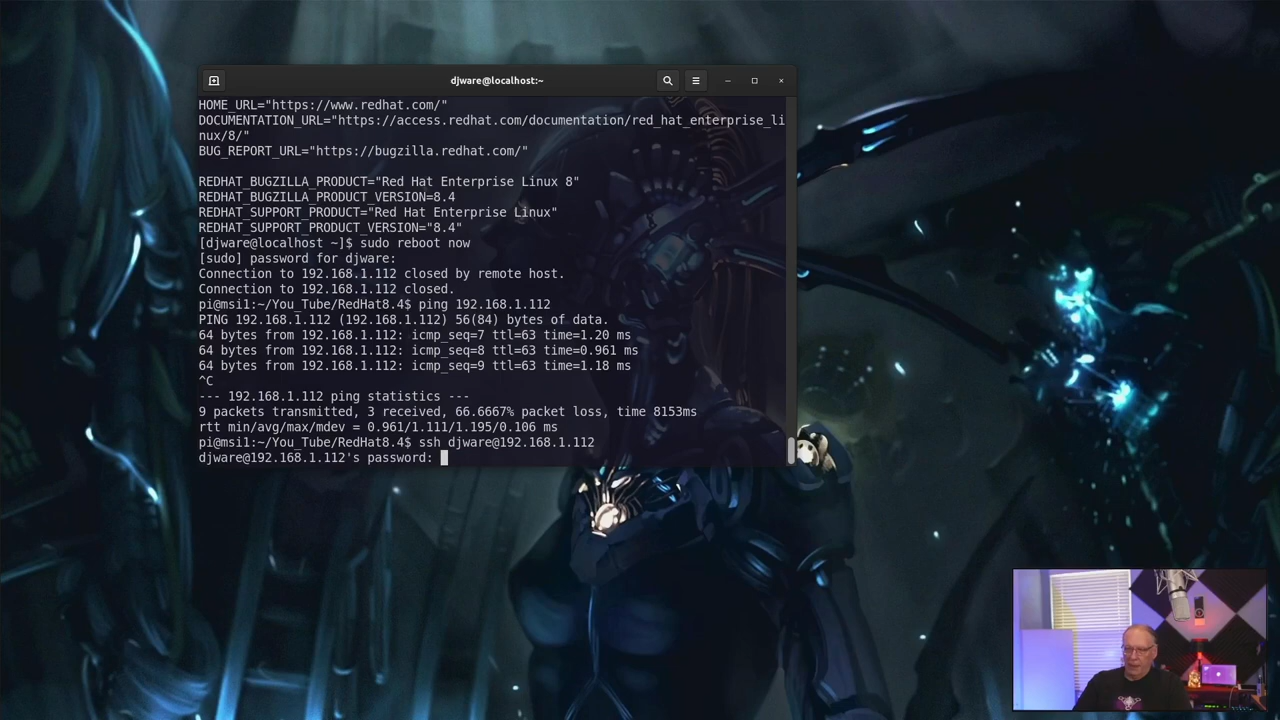 djware@localhost:~
HOME_URL="https://www.redhat.com/"
DOCUMENTATION_URL="https://access.redhat.com/documentation/red_hat_enterprise_li
nux/8/"
BUG_REPORT_URL="https://bugzilla.redhat.com/"
REDHAT_BUGZILLA_PRODUCT="Red Hat Enterprise Linux 8"
REDHAT_BUGZILLA_PRODUCT_VERSION=8.4
REDHAT_SUPPORT_PRODUCT="Red Hat Enterprise Linux"
REDHAT_SUPPORT_PRODUCT_VERSION="8.4"
[djware@localhost ~]$ sudo reboot now
[sudo] password for djware:
Connection to 192.168.1.112 closed by remote host.
Connection to 192.168.1.112 closed.
pi@msi1:~/You_Tube/RedHat8.4$ ping 192.168.1.112
PING 192.168.1.112 (192.168.1.112) 56(84) bytes of data.
64 bytes from 192.168.1.112: icmp_seq=7 ttl=63 time=1.20 ms
64 bytes from 192.168.1.112: icmp_seq=8 ttl=63 time=0.961 ms
64 bytes from 192.168.1.112: icmp_seq=9 ttl=63 time=1.18 ms
^C
--- 192.168.1.112 ping statistics ---
9 packets transmitted, 3 received, 66.6667% packet loss, time 8153ms
rtt min/avg/max/mdev = 0.961/1.111/1.195/0.106 ms
pi@msi1:~/You_Tube/RedHat8.4$ ssh djware@192.168.1.112
djware@192.168.1.112's password: